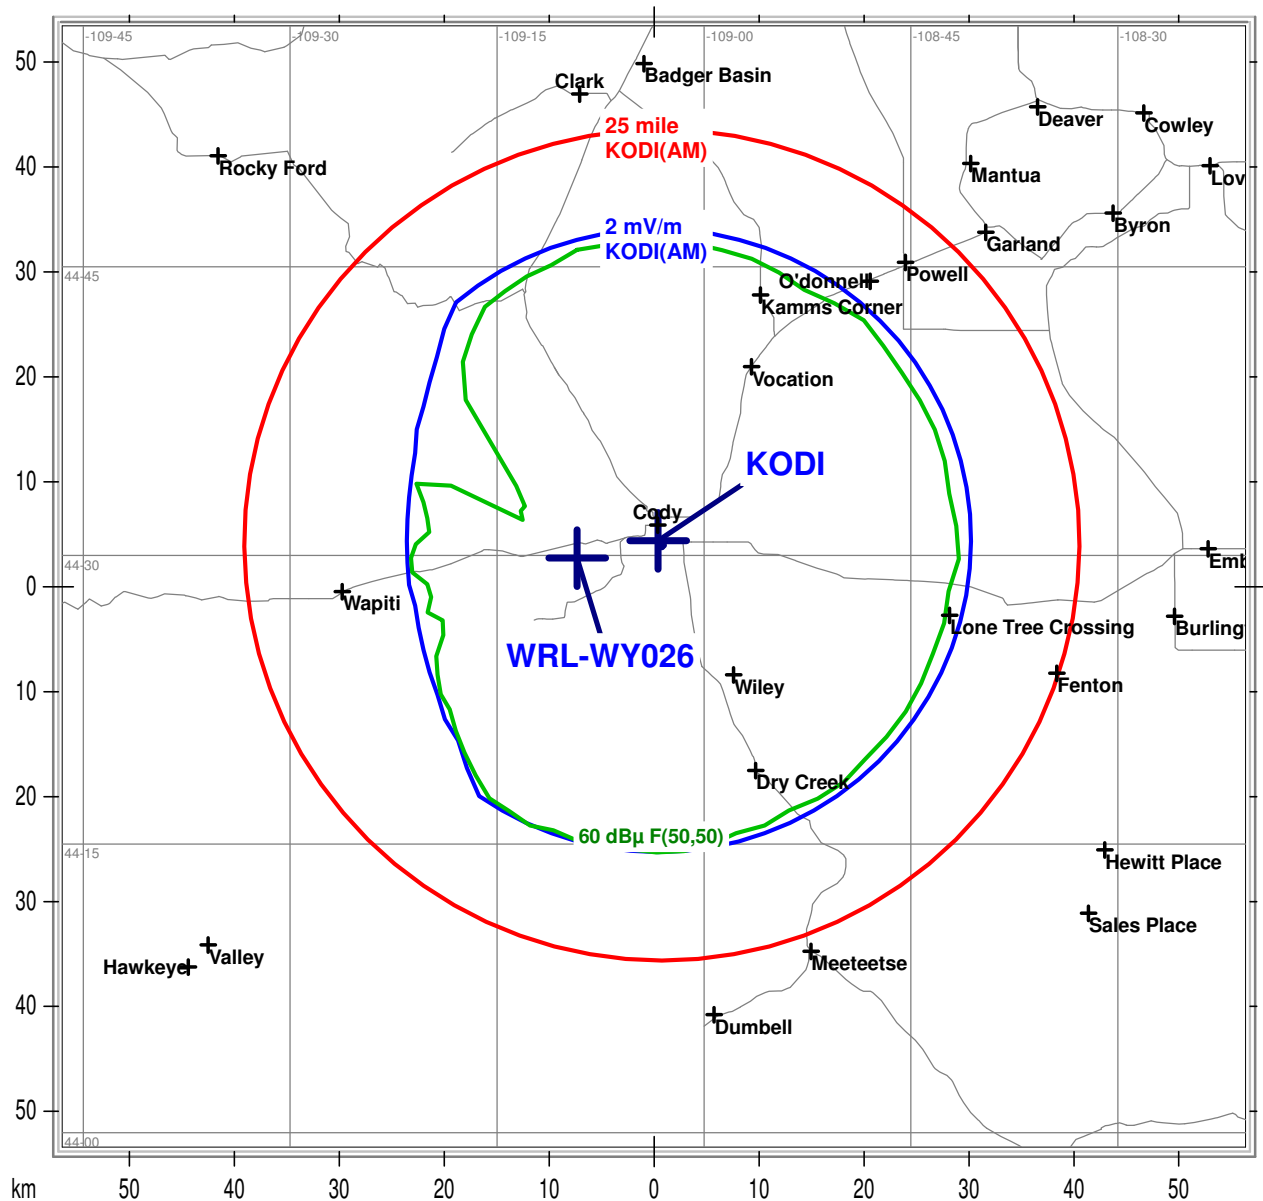 -109-45
-109-30
-109-15
-109-00
-108-45
-108-30
50
40
30
20
10
0
10
20
30
40
50
Clark
Badger Basin
25 mile
KODI(AM)
Deaver
Cowley
Rocky Ford
Mantua
Lov
2 mV/m
KODI(AM)
Byron
Garland
44-45
O'donnell
Powell
Kamms Corner
Vocation
KODI
Cody
44-30
Emb
Wapiti
Lone Tree Crossing
Burling
WRL-WY026
Wiley
Fenton
Dry Creek
60 dBµ F(50,50)
44-15
Hewitt Place
Sales Place
Valley
Hawkeye
Meeteetse
Dumbell
44-00
km
50
40
30
20
10
0
10
20
30
40
50